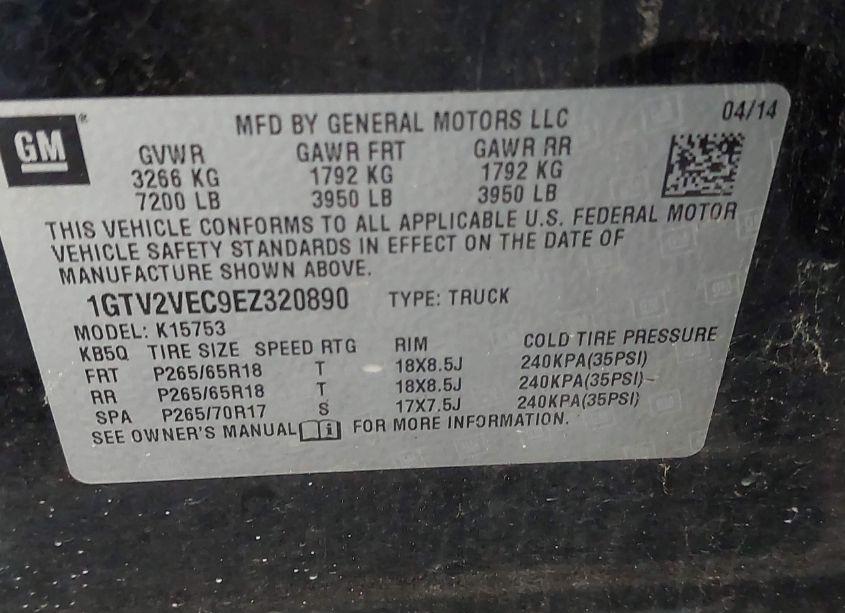 GM
04/14
MFD BY GENERAL MOTORS LLC
GVWR GAWR FRT GAWR RR
3266 KG 1792 KG 1792 KG
7200 LB 3950 LB 3950 LB
THIS VEHICLE CONFORMS TO ALL APPLICABLE U.S. FEDERAL MOTOR
VEHICLE SAFETY STANDARDS IN EFFECT ON THE DATE OF
MANUFACTURE SHOWN ABOVE.
1GTV2VEC9EZ320890 TYPE: TRUCK
MODEL: K15753
KB5Q TIRE SIZE SPEED RTG RIM COLD TIRE PRESSURE
FRT P265/65R18 T 18X8.5J 240KPA(35PSI)
RR P265/65R18 T 18X8.5J 240KPA(35PSI)
SPA P265/70R17 S 17X7.5J 240KPA(35PSI)
SEE OWNER'S MANUAL FOR MORE INFORMATION.